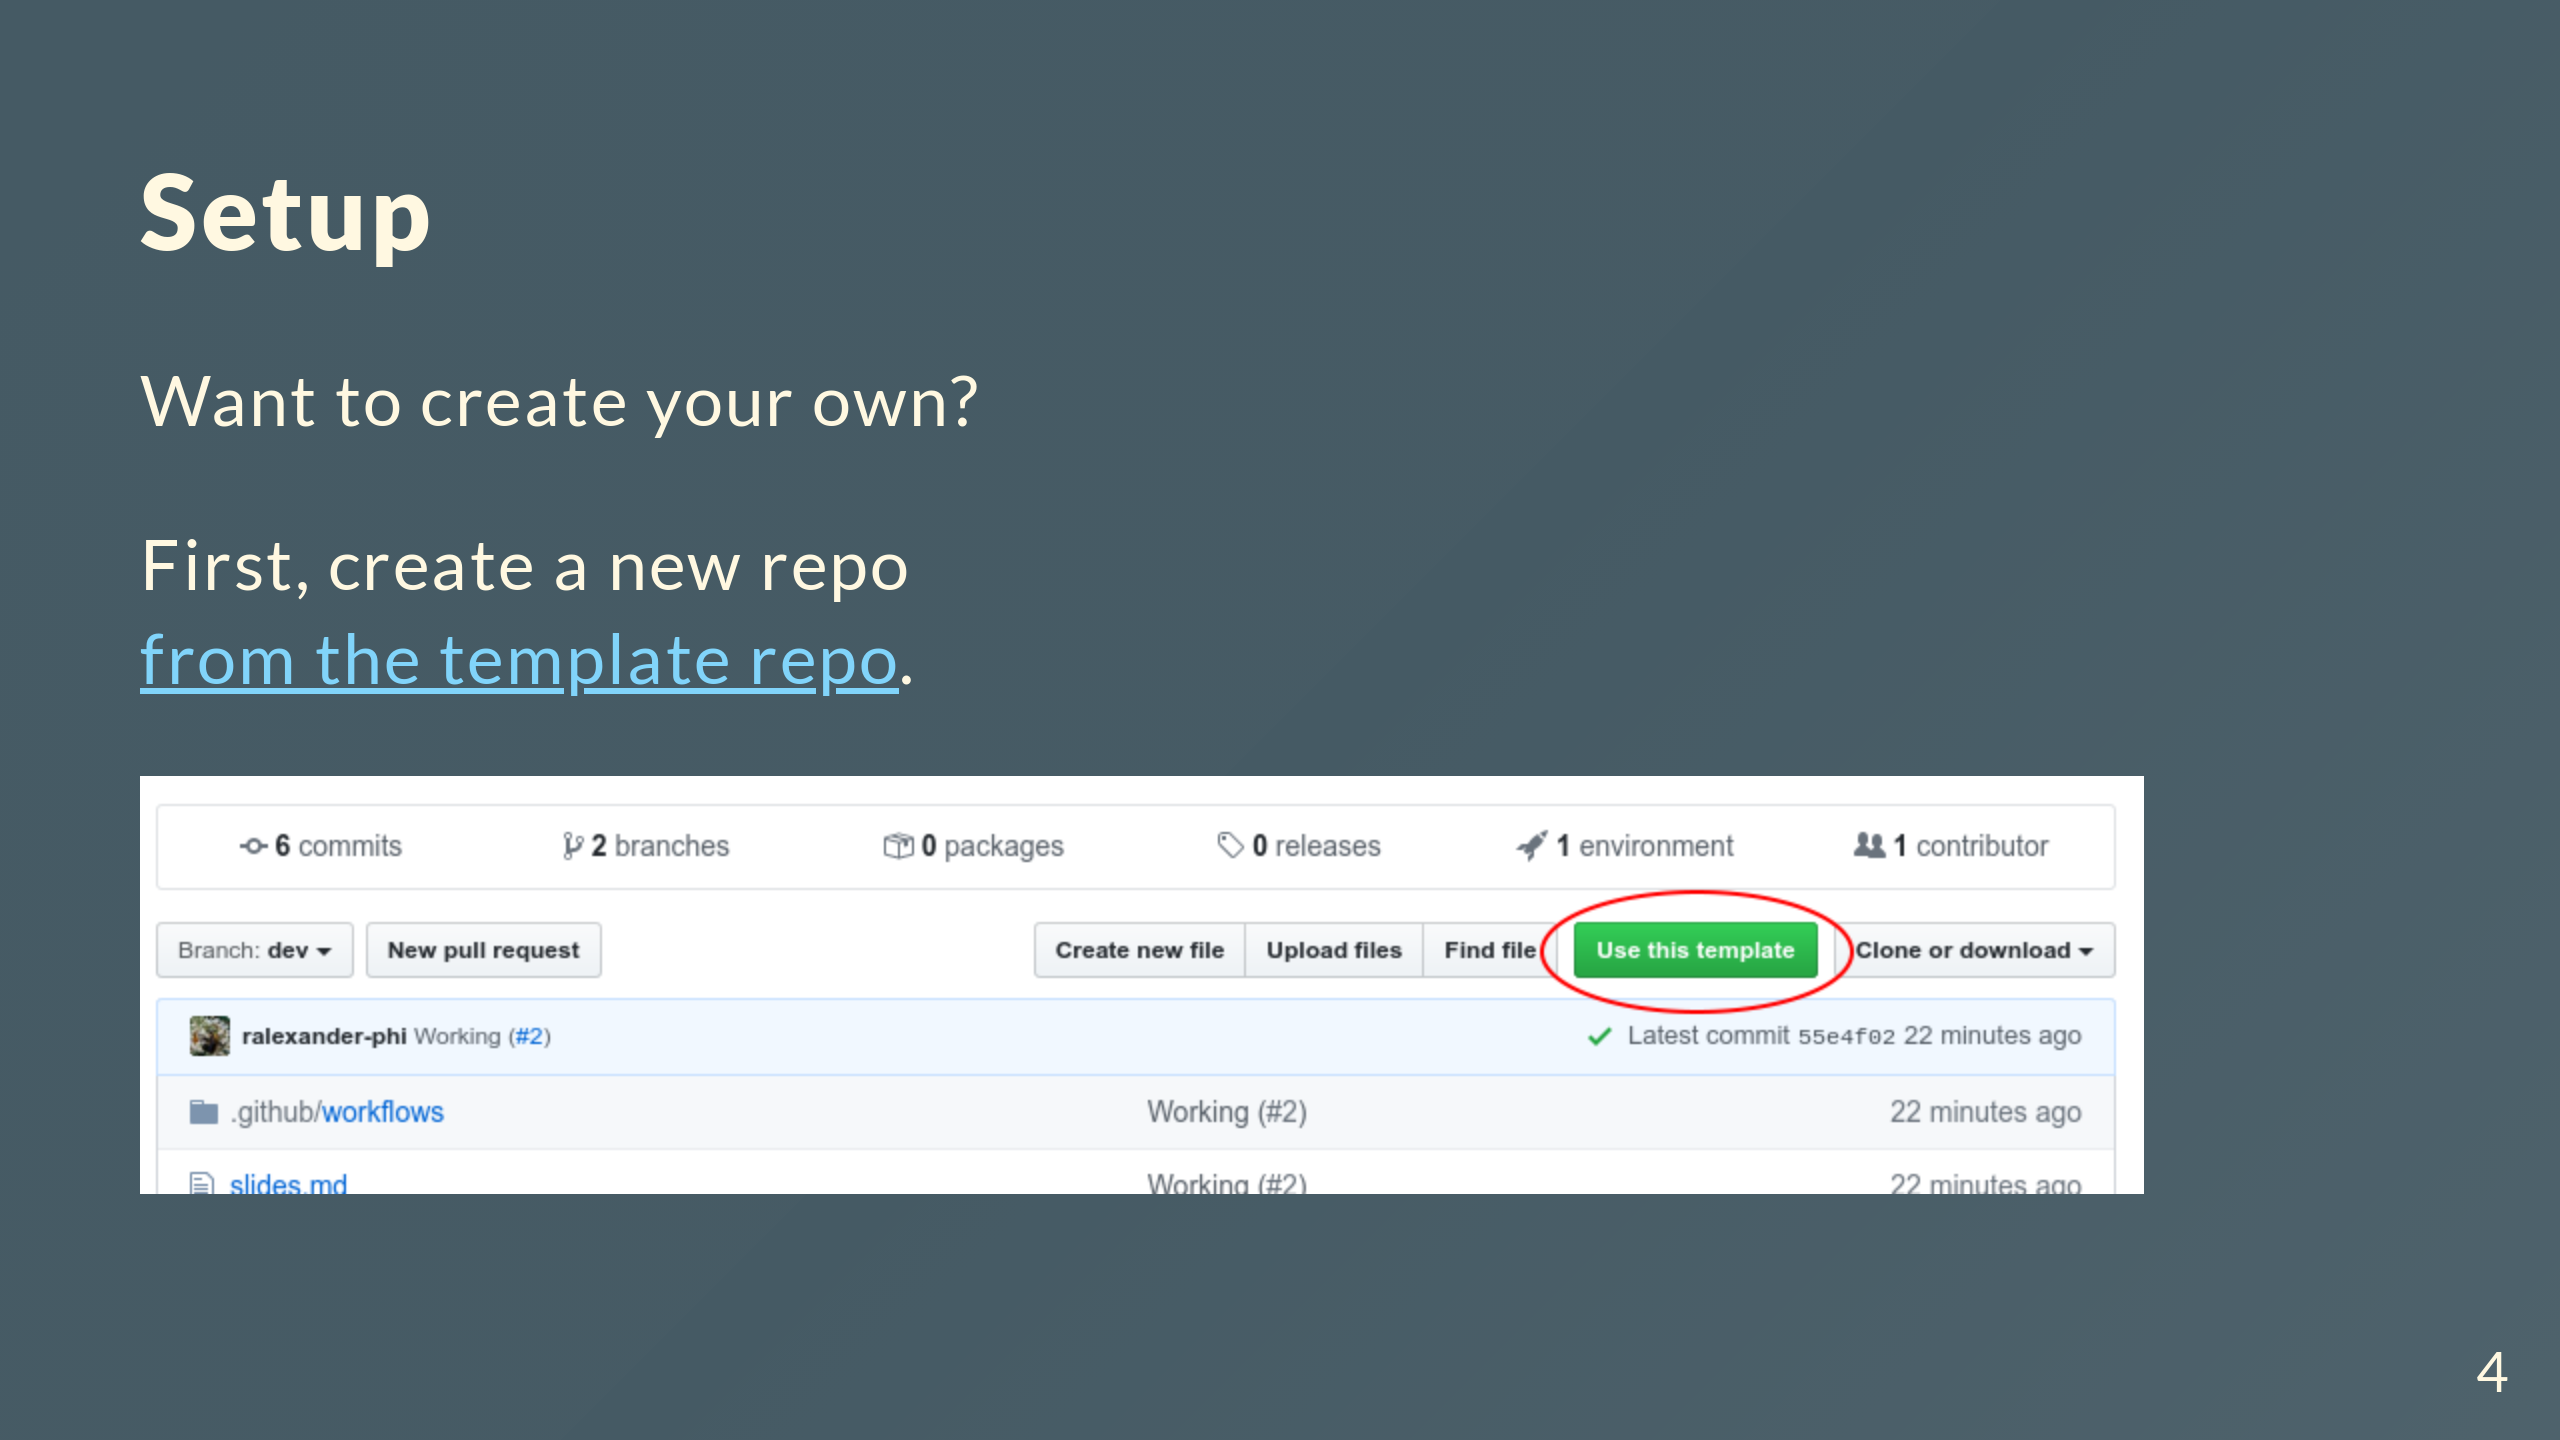 Setup
Want to create your own?
First, create a new repo
from the template repo.
6 commits 2 branches 0 packages 0 releases 1 environment 1 contributor
Branch: dev New pull request Create new file Upload files Find file Use this template Clone or download
ralexander-phi Working (#2) Latest commit 55e4f02 22 minutes ago
.github/workflows Working (#2) 22 minutes ago
slides.md Working (#2) 22 minutes ago
4